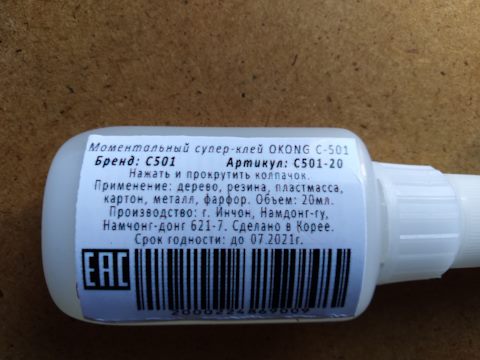 Моментальный супер-клей OKONG C-501
Бренд: C501 Артикул: C501-20
Нажать и прокрутить колпачок.
Применение: дерево, резина, пластмасса,
картон, металл, фарфор. Объем: 20мл.
Производство: г. Инчон, Намдонг-гу,
Намчонг-донг 621-7. Сделано в Корее.
Срок годности: до 07.2021г.
EAC
2000224469009